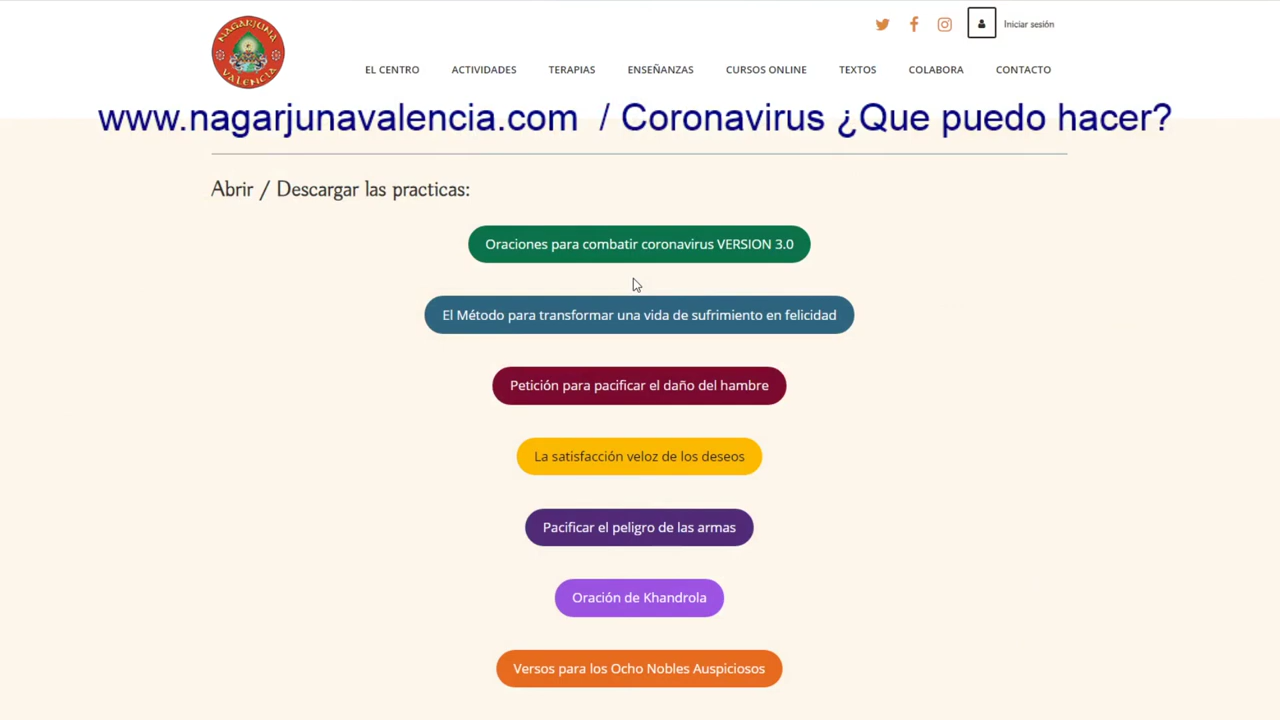 NAGARJUNA
VALENCIA
Iniciar sesión
EL CENTRO ACTIVIDADES TERAPIAS ENSEÑANZAS CURSOS ONLINE TEXTOS COLABORA CONTACTO
www.nagarjunavalencia.com / Coronavirus ¿Que puedo hacer?
Abrir / Descargar las practicas:
Oraciones para combatir coronavirus VERSION 3.0
El Método para transformar una vida de sufrimiento en felicidad
Petición para pacificar el daño del hambre
La satisfacción veloz de los deseos
Pacificar el peligro de las armas
Oración de Khandrola
Versos para los Ocho Nobles Auspiciosos